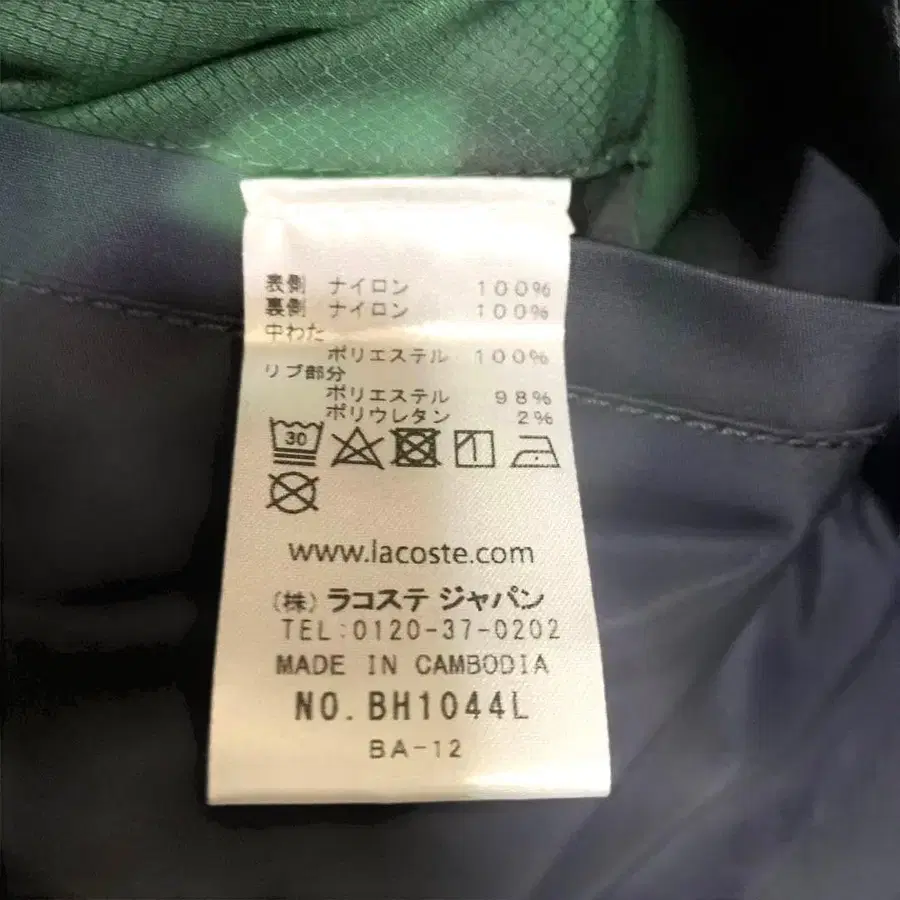 表側 ナイロン 100%
裏側 ナイロン 100%
中わた
ポリエステル 100%
リブ部分
ポリエステル 98%
ポリウレタン 2%
30
www.lacoste.com
(株) ラコステ ジャパン
TEL:0120-37-0202
MADE IN CAMBODIA
NO. BH1044L
BA-12